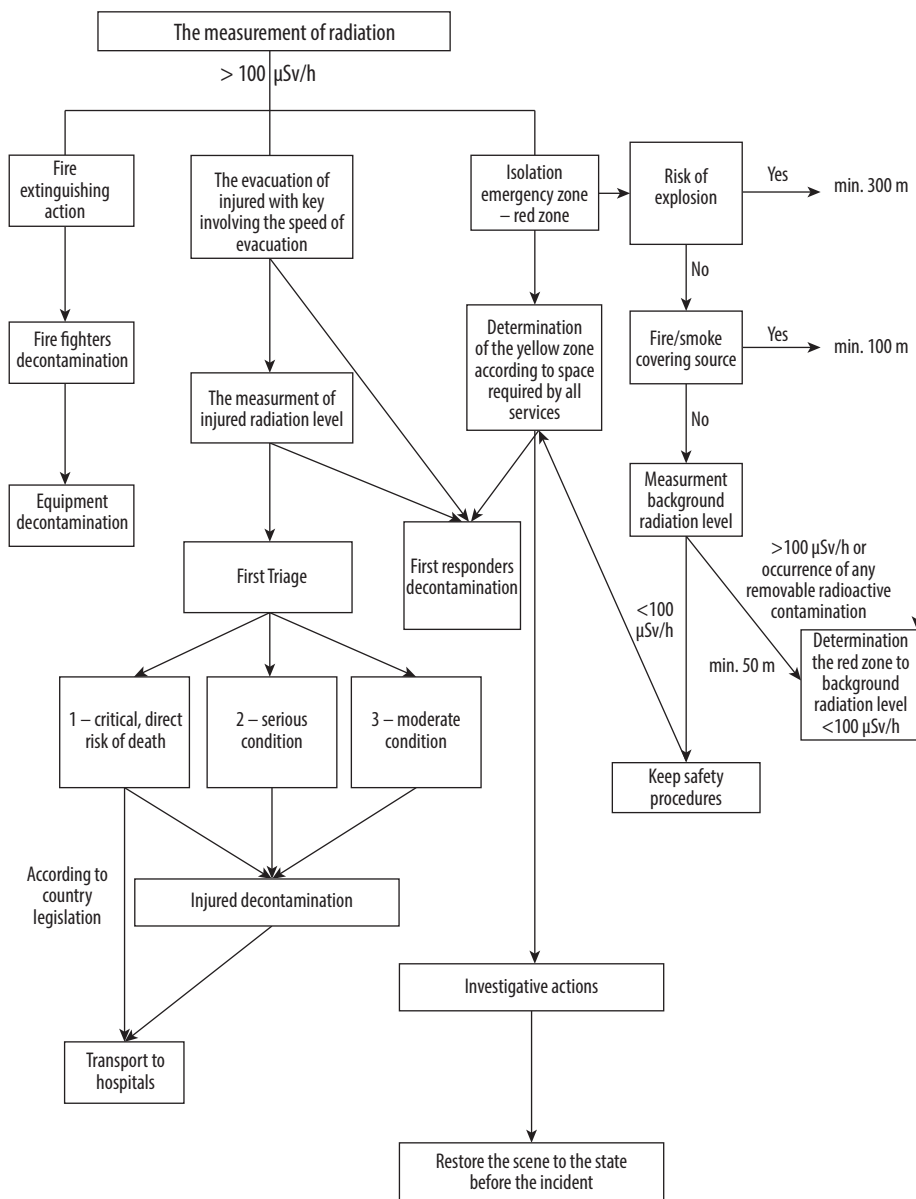 The measurement of radiation
> 100 µSv/h
Fire
extinguishing
action
The evacuation of
injured with key
involving the speed of
evacuation
Isolation
emergency zone
– red zone
Risk of
explosion
Yes
min. 300 m
No
Fire fighters
decontamination
The measurment of
injured radiation level
Determination
of the yellow zone
according to space
required by all
services
Fire/smoke
covering source
Yes
min. 100 m
No
Equipment
decontamination
Measurment
background
radiation level
First Triage
First responders
decontamination
<100
µSv/h
>100 µSv/h or
occurrence of any
removable radioactive
contamination
min. 50 m
Determination
the red zone to
background
radiation level
<100 µSv/h
1 – critical, direct
risk of death
2 – serious
condition
3 – moderate
condition
Keep safety
procedures
According to
country
legislation
Injured decontamination
Investigative actions
Transport to
hospitals
Restore the scene to the state
before the incident